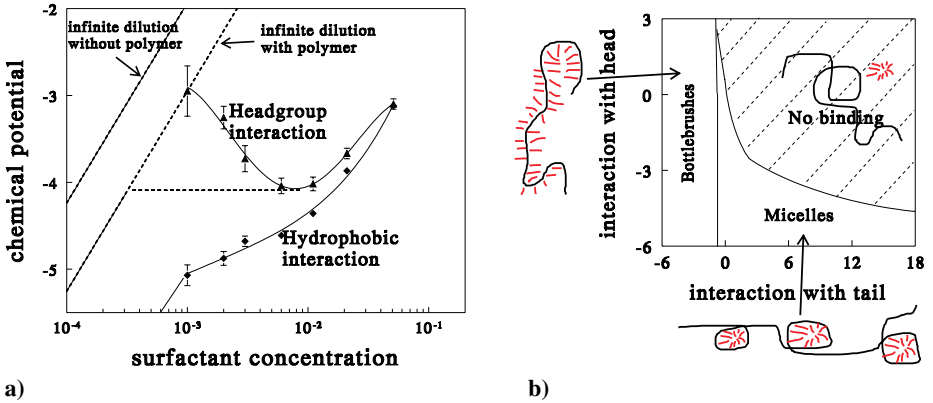 -2
-3
-4
-5
chemical potential
infinite dilution
without polymer
infinite dilution
with polymer
Headgroup
interaction
Hydrophobic
interaction
10-4
10-3
10-2
10-1
surfactant concentration
a)
3
0
-3
-6
interaction with head
Bottlebrushes
No binding
Micelles
-6
0
6
12
18
interaction with tail
b)